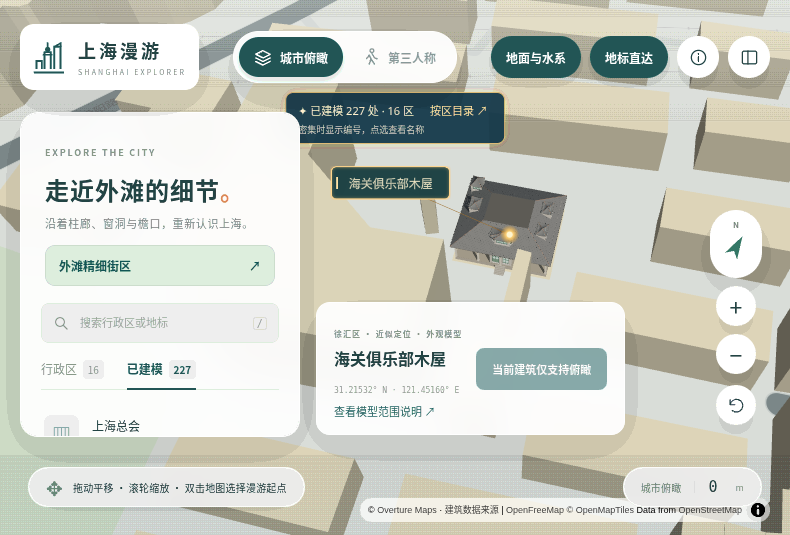 上海漫游
SHANGHAI EXPLORER
城市俯瞰
第三人称
地面与水系
地标直达
✦ 已建模 227 处 · 16 区 按区目录 ↗
密集时显示编号，点选查看名称
EXPLORE THE CITY
走近外滩的细节。
沿着柱廊、窗洞与檐口，重新认识上海。
外滩精细街区 ↗
搜索行政区或地标 /
行政区 16 已建模 227
上海总会
海关俱乐部木屋
N
徐汇区 · 近似定位 · 外观模型
海关俱乐部木屋
当前建筑仅支持俯瞰
31.21532° N · 121.45160° E
查看模型范围说明 ↗
拖动平移 · 滚轮缩放 · 双击地图选择漫游起点
城市俯瞰 0 m
© Overture Maps · 建筑数据来源 | OpenFreeMap © OpenMapTiles Data from OpenStreetMap